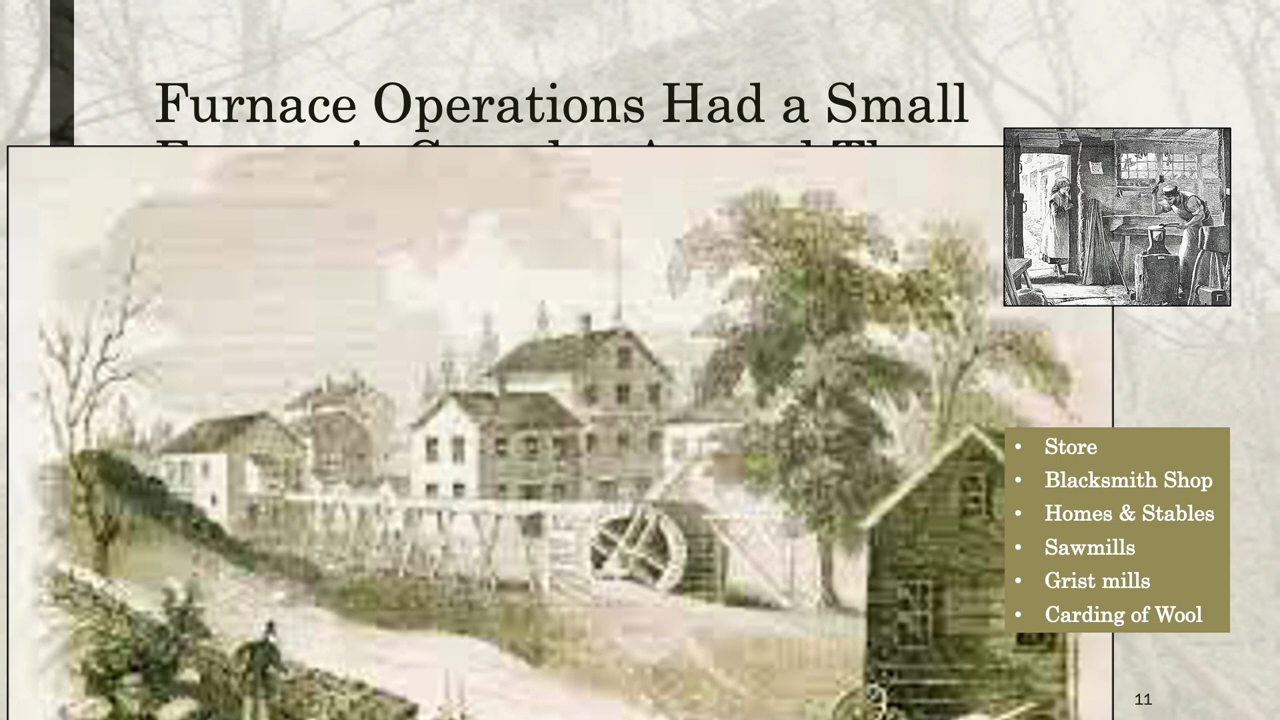 Furnace Operations Had a Small
• Store
• Blacksmith Shop
• Homes & Stables
• Sawmills
• Grist mills
• Carding of Wool
11